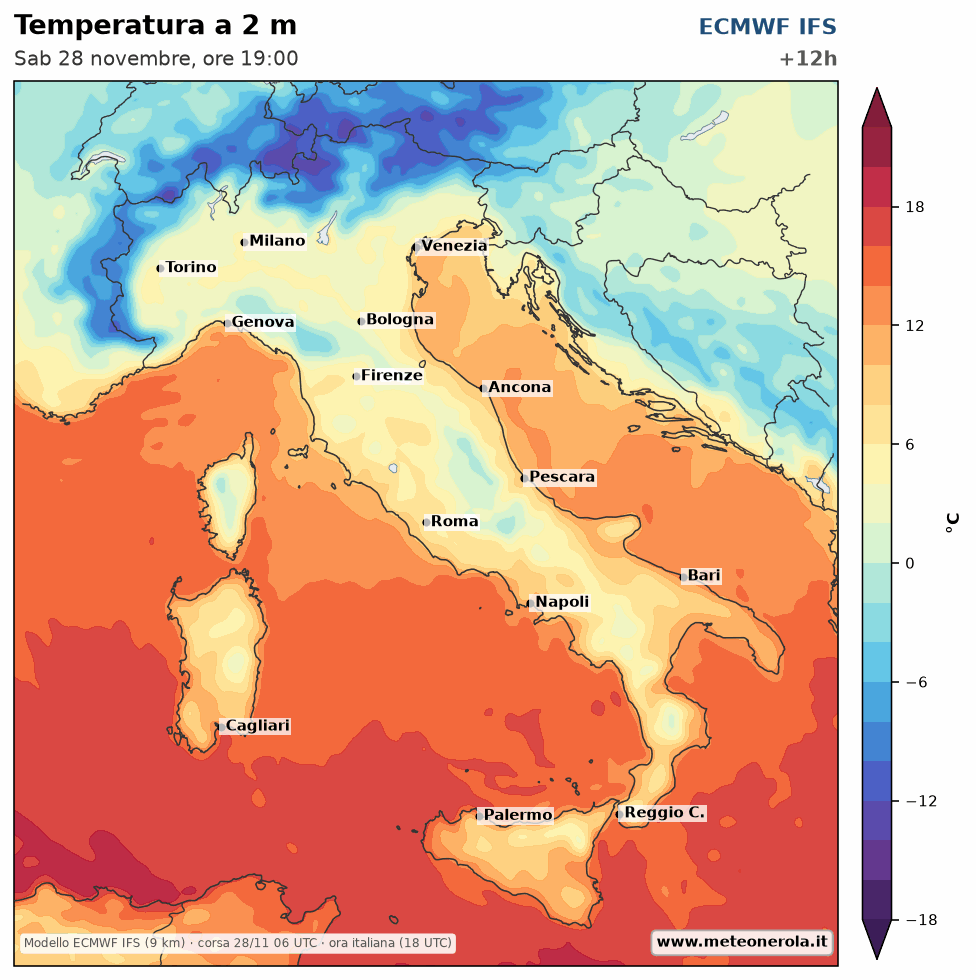 Temperatura a 2 m
ECMWF IFS
Sab 28 novembre, ore 19:00
+12h
Milano
Venezia
Torino
Genova
Bologna
Firenze
Ancona
Pescara
Roma
Bari
Napoli
Cagliari
Palermo
Reggio C.
18
12
6
0
−6
−12
−18
°C
Modello ECMWF IFS (9 km) · corsa 28/11 06 UTC · ora italiana (18 UTC)
www.meteonerola.it